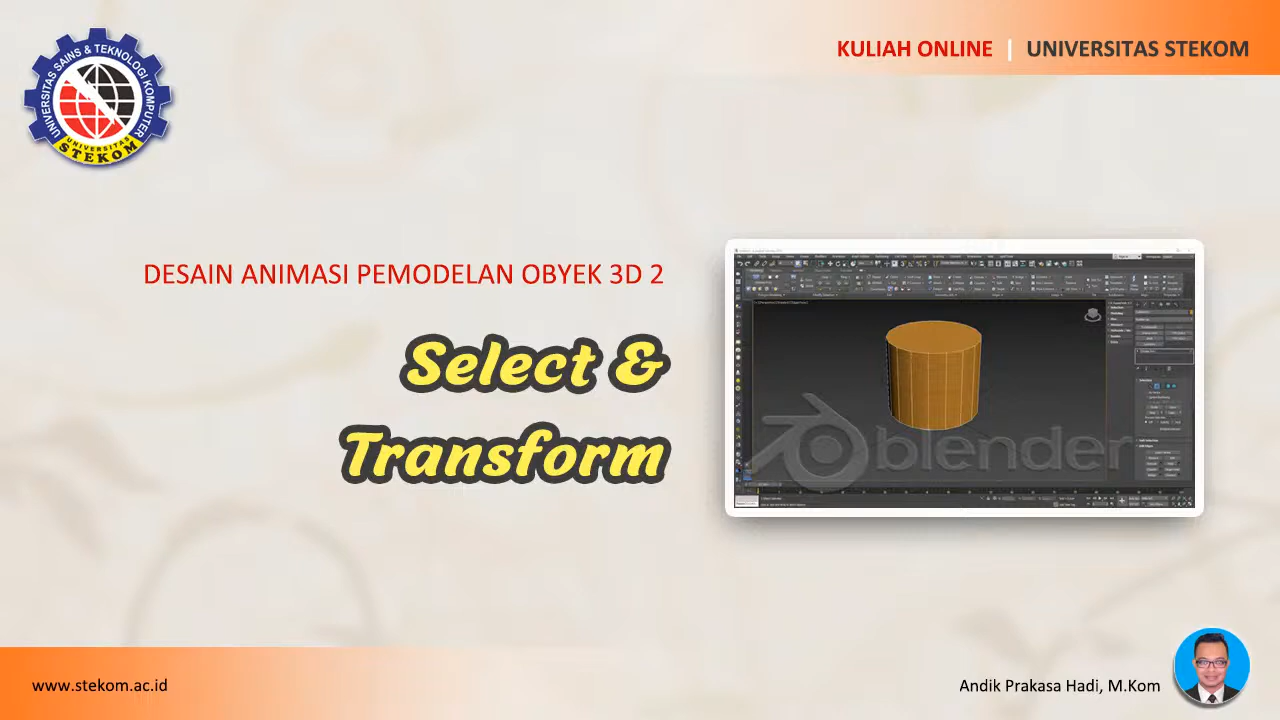 UNIVERSITAS SAINS & TEKNOLOGI KOMPUTER
UNIVERSITAS
STEKOM
KULIAH ONLINE | UNIVERSITAS STEKOM
DESAIN ANIMASI PEMODELAN OBYEK 3D 2
Select &
Transform
blender
www.stekom.ac.id
Andik Prakasa Hadi, M.Kom